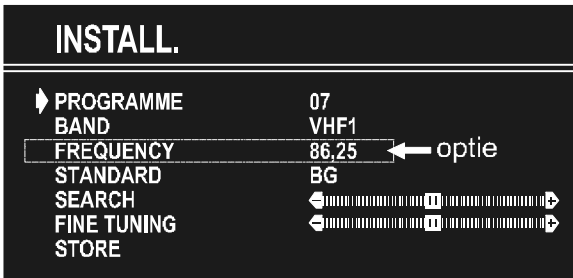 INSTALL.
PROGRAMME 07
BAND VHF1
FREQUENCY 86,25 optie
STANDARD BG
SEARCH - +
FINE TUNING - +
STORE